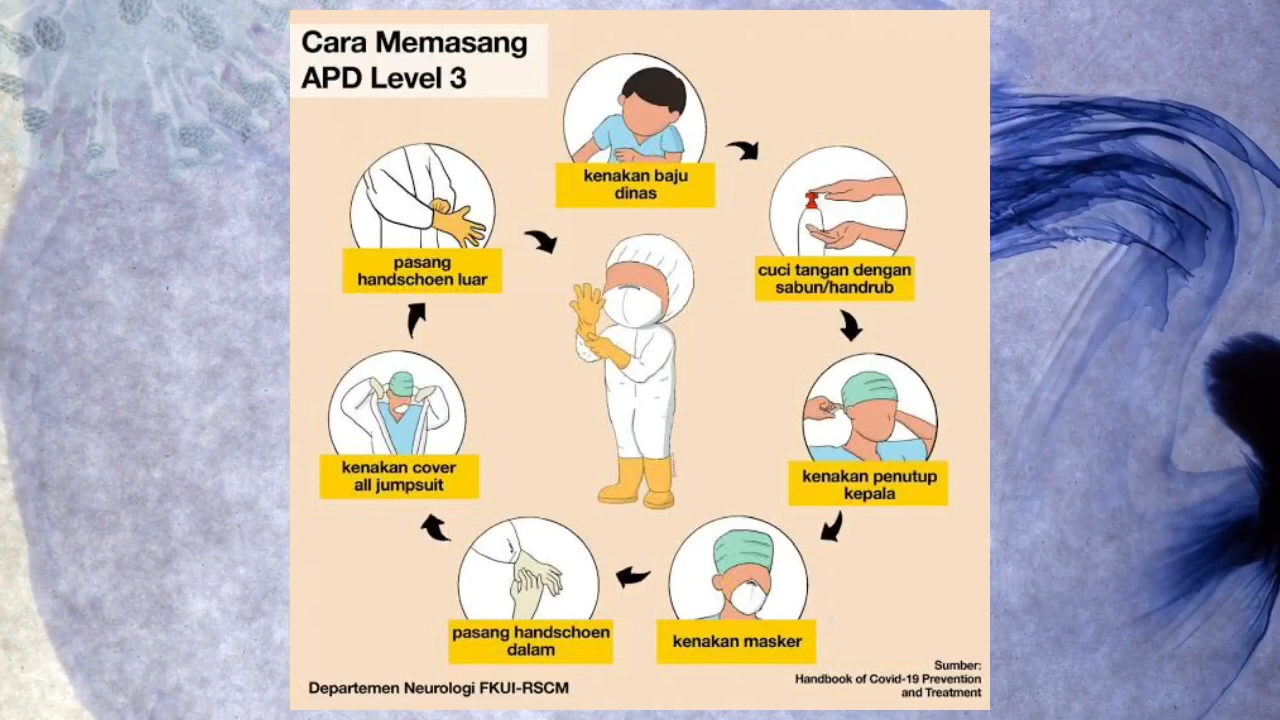 Cara Memasang
APD Level 3
kenakan baju
dinas
cuci tangan dengan
sabun/handrub
kenakan penutup
kepala
kenakan masker
pasang handschoen
dalam
kenakan cover
all jumpsuit
pasang
handschoen luar
Departemen Neurologi FKUI-RSCM
Sumber:
Handbook of Covid-19 Prevention
and Treatment